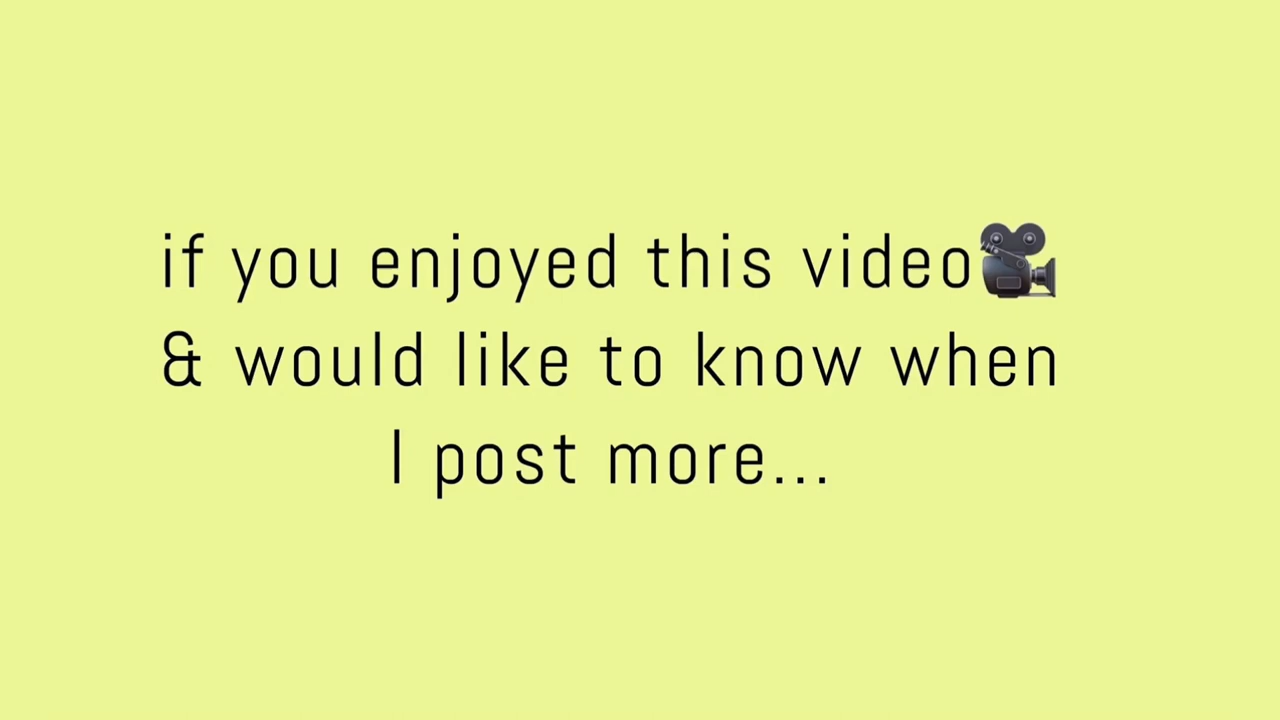 if you enjoyed this video🎥
& would like to know when
I post more...